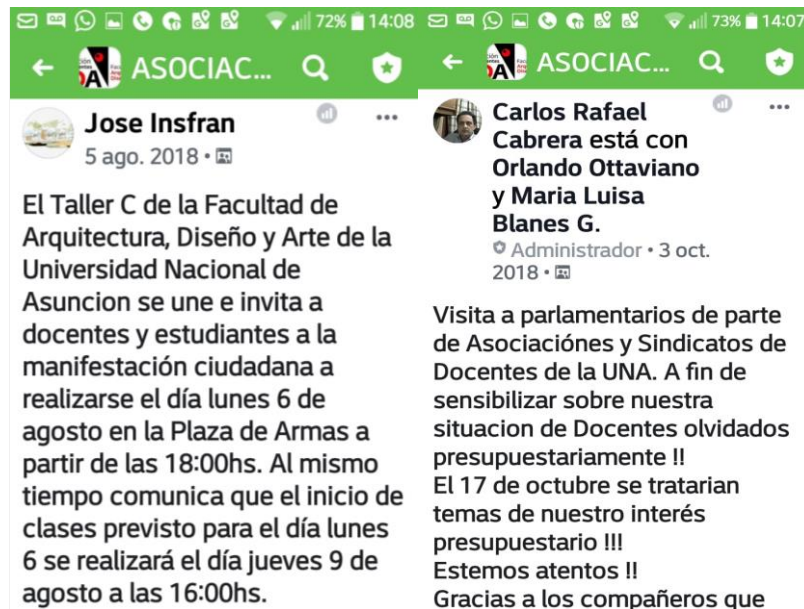 72% 14:08
ASOCIAC...
Jose Insfran
5 ago. 2018
El Taller C de la Facultad de
Arquitectura, Diseño y Arte de la
Universidad Nacional de
Asuncion se une e invita a
docentes y estudiantes a la
manifestación ciudadana a
realizarse el día lunes 6 de
agosto en la Plaza de Armas a
partir de las 18:00hs. Al mismo
tiempo comunica que el inicio de
clases previsto para el día lunes
6 se realizará el día jueves 9 de
agosto a las 16:00hs.
73% 14:07
ASOCIAC...
Carlos Rafael
Cabrera está con
Orlando Ottaviano
y Maria Luisa
Blanes G.
Administrador • 3 oct.
2018
Visita a parlamentarios de parte
de Asociaciónes y Sindicatos de
Docentes de la UNA. A fin de
sensibilizar sobre nuestra
situacion de Docentes olvidados
presupuestariamente !!
El 17 de octubre se tratarian
temas de nuestro interés
presupuestario !!!
Estemos atentos !!
Gracias a los compañeros que